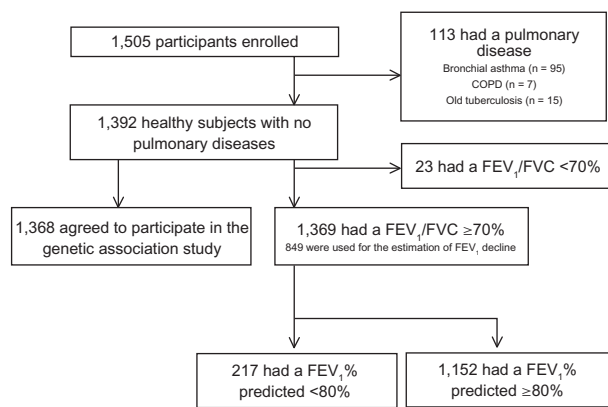 1,505 participants enrolled
113 had a pulmonary
disease
Bronchial asthma (n = 95)
COPD (n = 7)
Old tuberculosis (n = 15)
1,392 healthy subjects with no
pulmonary diseases
23 had a FEV₁/FVC <70%
1,368 agreed to participate in the
genetic association study
1,369 had a FEV₁/FVC ≥70%
849 were used for the estimation of FEV₁ decline
217 had a FEV₁%
predicted <80%
1,152 had a FEV₁%
predicted ≥80%